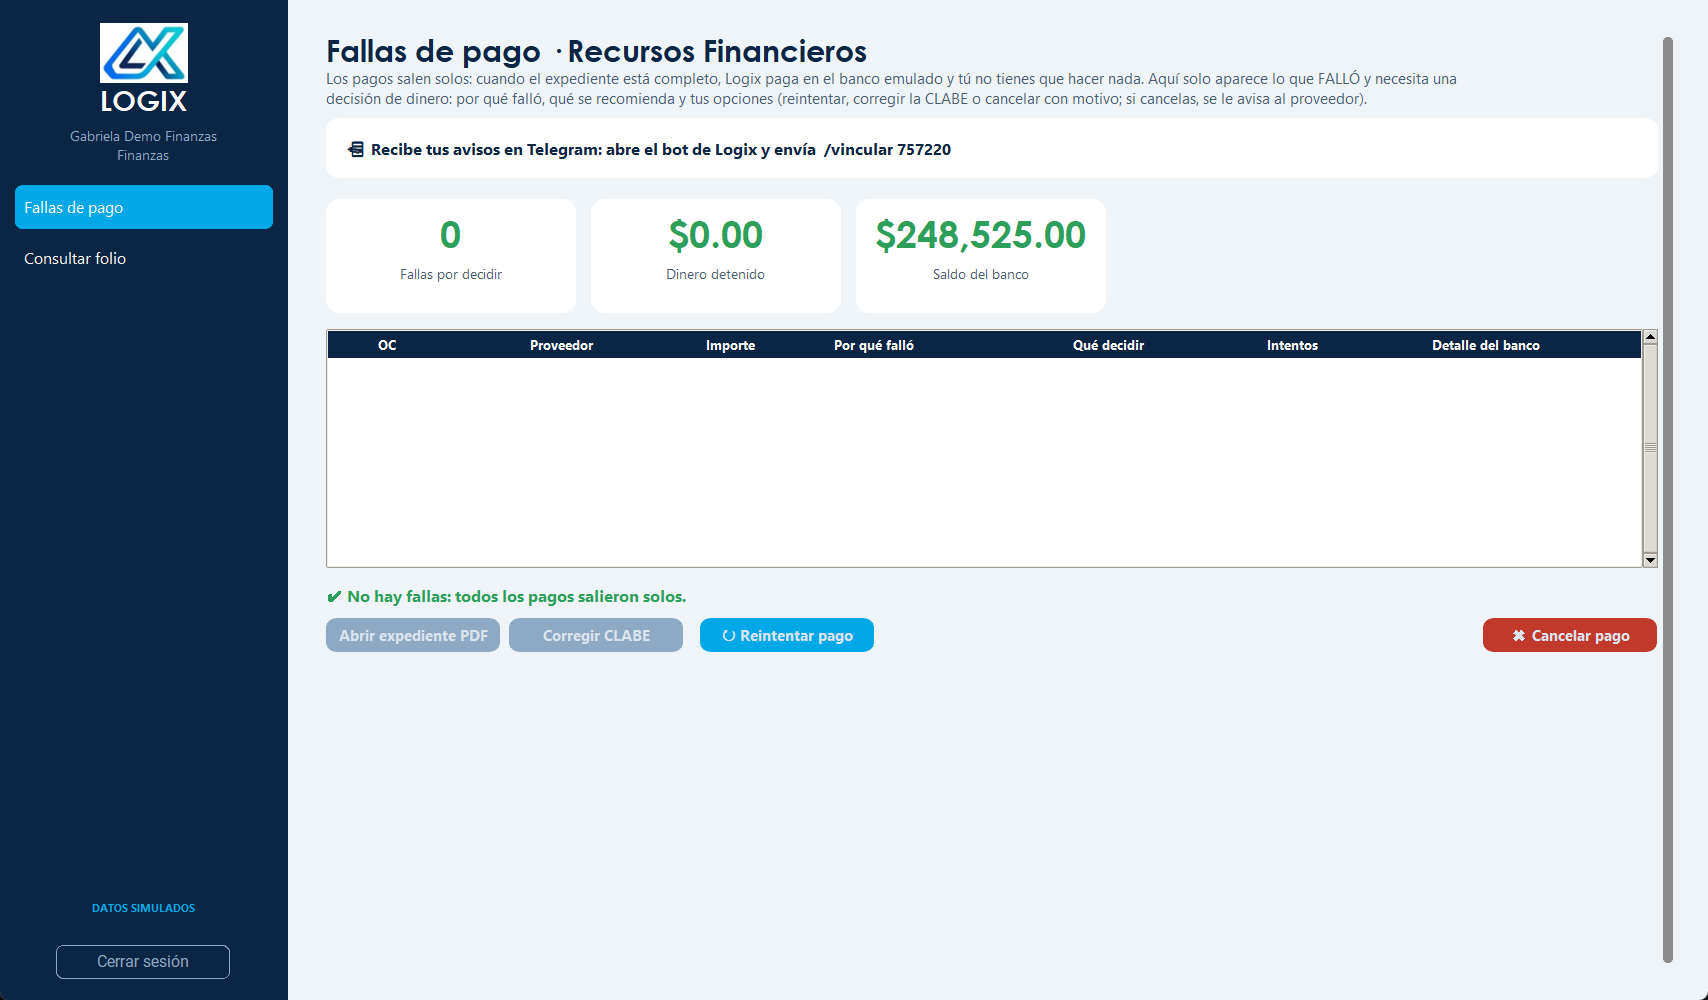 LOGIX
Gabriela Demo Finanzas
Finanzas
Fallas de pago
Consultar folio
DATOS SIMULADOS
Cerrar sesión
Fallas de pago · Recursos Financieros
Los pagos salen solos: cuando el expediente está completo, Logix paga en el banco emulado y tú no tienes que hacer nada. Aquí solo aparece lo que FALLÓ y necesita una
decisión de dinero: por qué falló, qué se recomienda y tus opciones (reintentar, corregir la CLABE o cancelar con motivo; si cancelas, se le avisa al proveedor).
Recibe tus avisos en Telegram: abre el bot de Logix y envía /vincular 757220
0
Fallas por decidir
$0.00
Dinero detenido
$248,525.00
Saldo del banco
OC Proveedor Importe Por qué falló Qué decidir Intentos Detalle del banco
✔ No hay fallas: todos los pagos salieron solos.
Abrir expediente PDF
Corregir CLABE
↻ Reintentar pago
✖ Cancelar pago